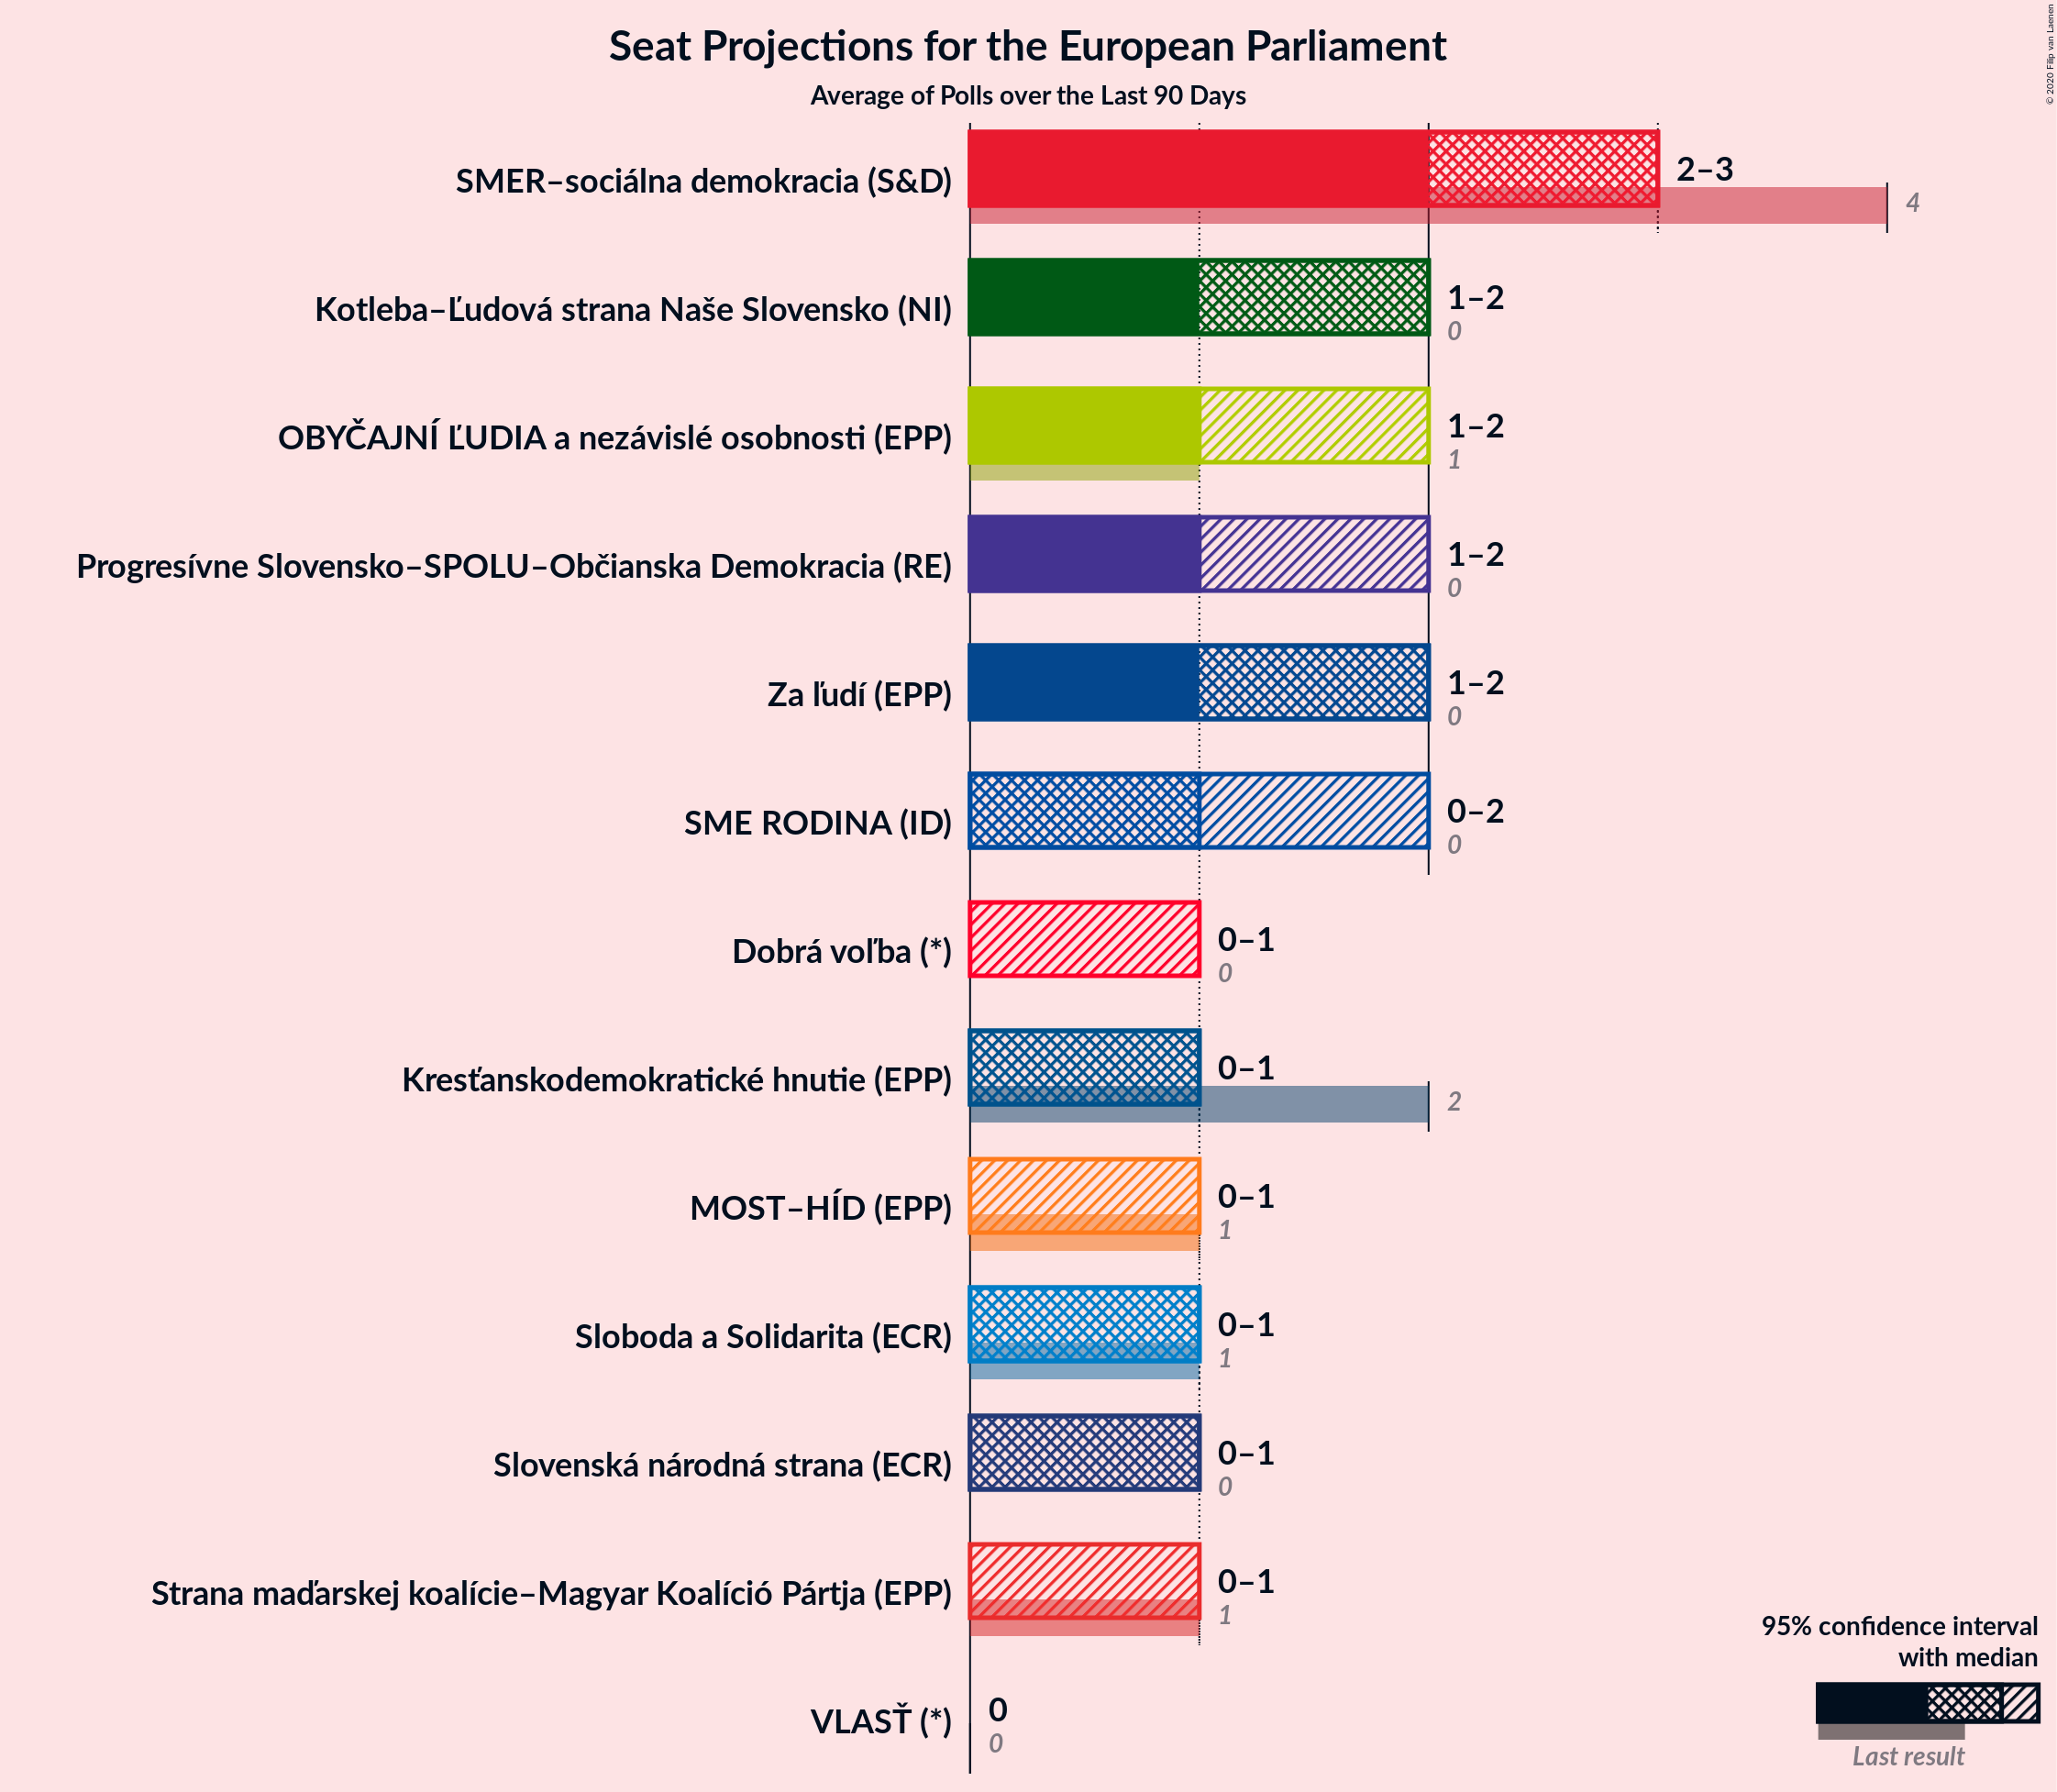 Seat Projections for the European Parliament
Average of Polls over the Last 90 Days
© 2020 Filip van Laenen
SMER–sociálna demokracia (S&D)
2–3
4
Kotleba–Ľudová strana Naše Slovensko (NI)
1–2
0
OBYČAJNÍ ĽUDIA a nezávislé osobnosti (EPP)
1–2
1
Progresívne Slovensko–SPOLU–Občianska Demokracia (RE)
1–2
0
Za ľudí (EPP)
1–2
0
SME RODINA (ID)
0–2
0
Dobrá voľba (*)
0–1
0
Kresťanskodemokratické hnutie (EPP)
0–1
2
MOST–HÍD (EPP)
0–1
1
Sloboda a Solidarita (ECR)
0–1
1
Slovenská národná strana (ECR)
0–1
0
Strana maďarskej koalície–Magyar Koalíció Pártja (EPP)
0–1
1
VLASŤ (*)
0
0
95% confidence interval
with median
Last result